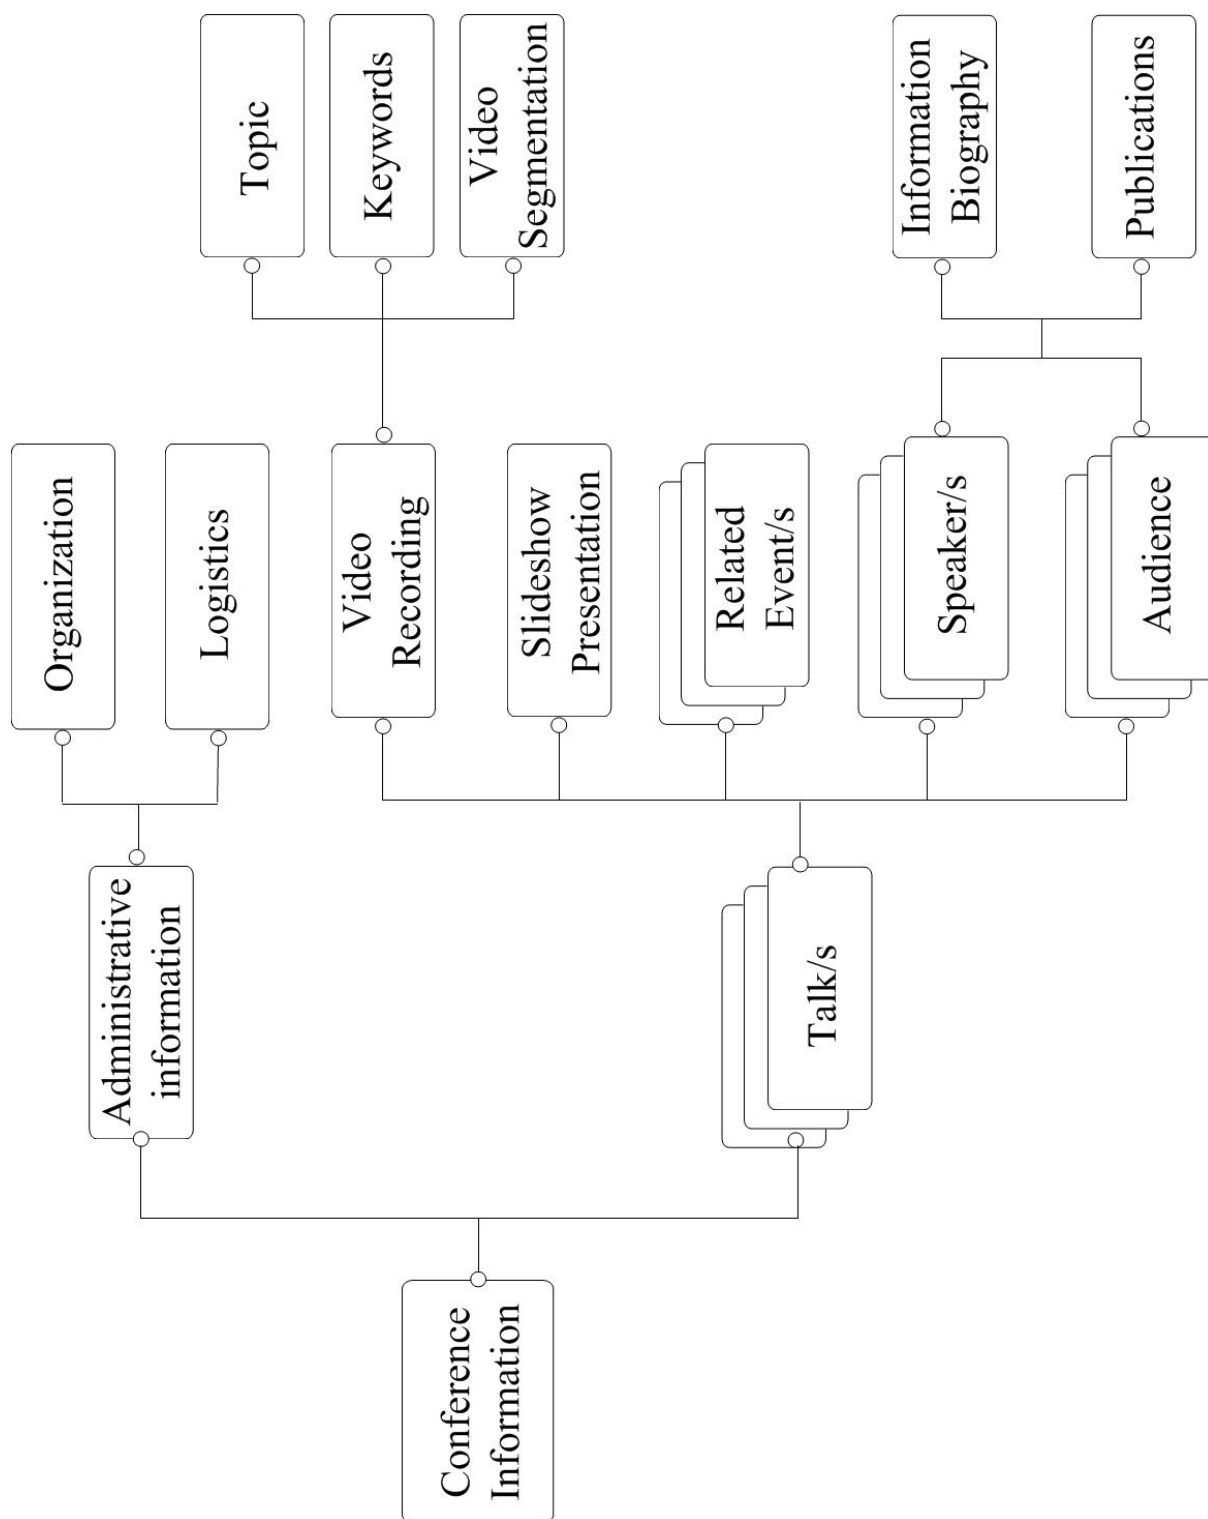 Conference
Information
Administrative
information
Talk/s
Organization
Logistics
Video
Recording
Slideshow
Presentation
Related
Event/s
Speaker/s
Audience
Topic
Keywords
Video
Segmentation
Information
Biography
Publications